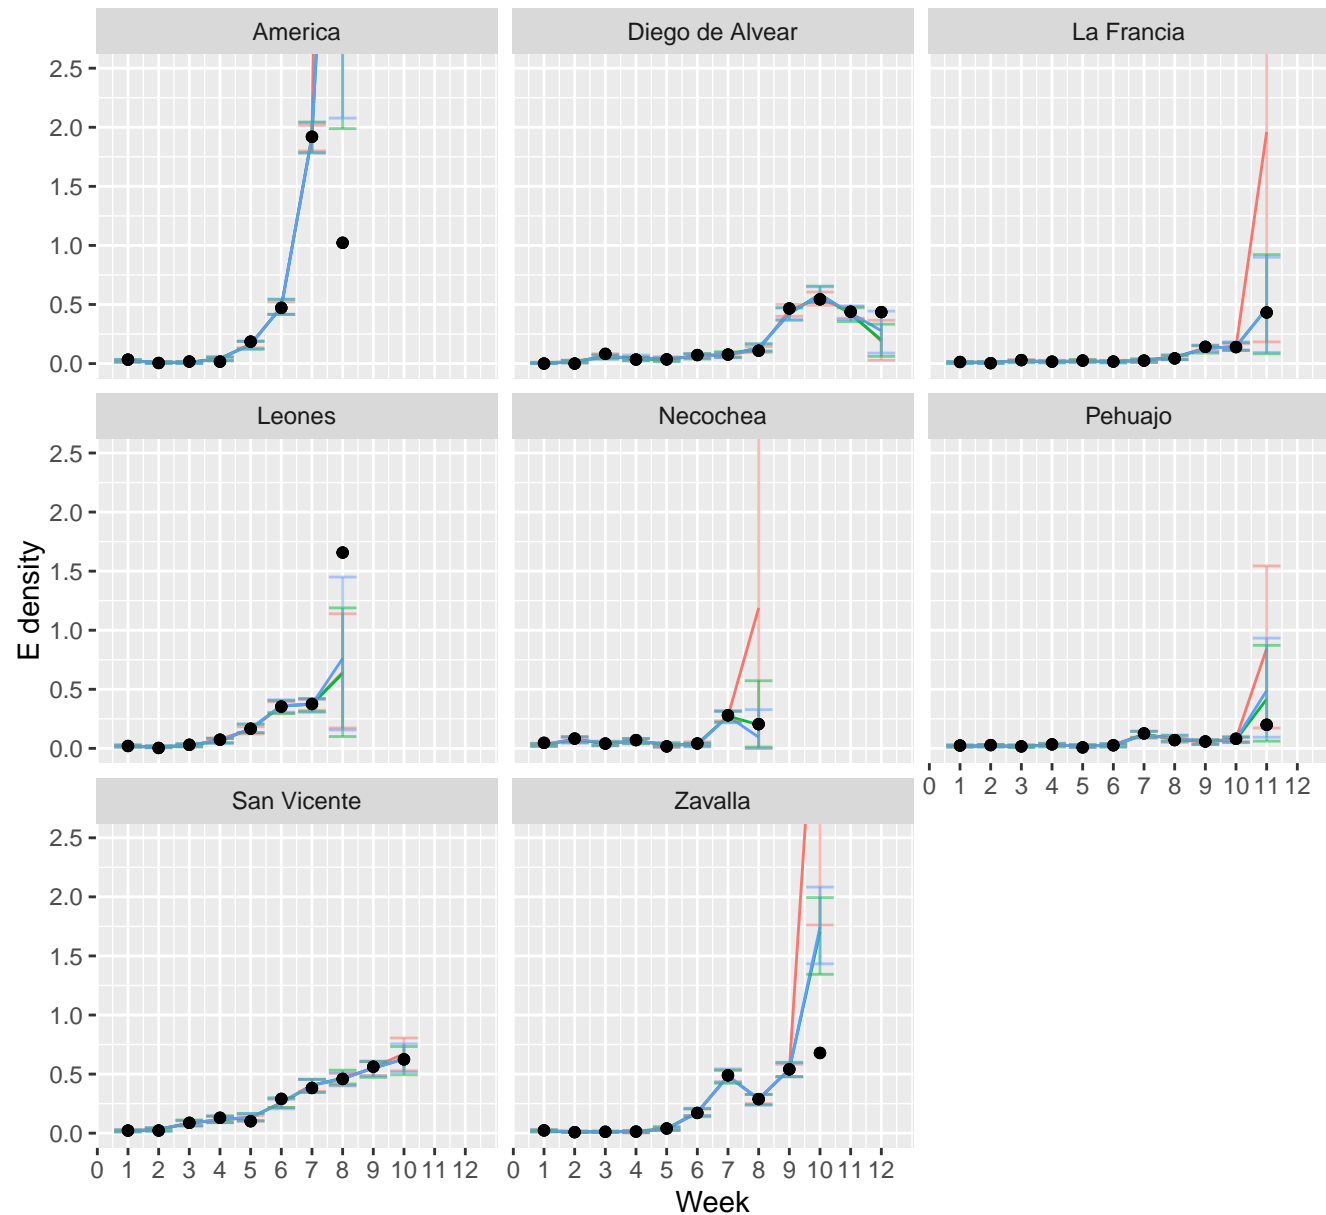 America
Diego de Alvear
La Francia
2.5
2.0
1.5
1.0
0.5
0.0
Leones
Necochea
Pehuajo
2.5
2.0
1.5
1.0
0.5
0.0
E density
0 1 2 3 4 5 6 7 8 9 10 11 12
San Vicente
Zavalla
2.5
2.0
1.5
1.0
0.5
0.0
0 1 2 3 4 5 6 7 8 9 10 11 12
0 1 2 3 4 5 6 7 8 9 10 11 12
Week